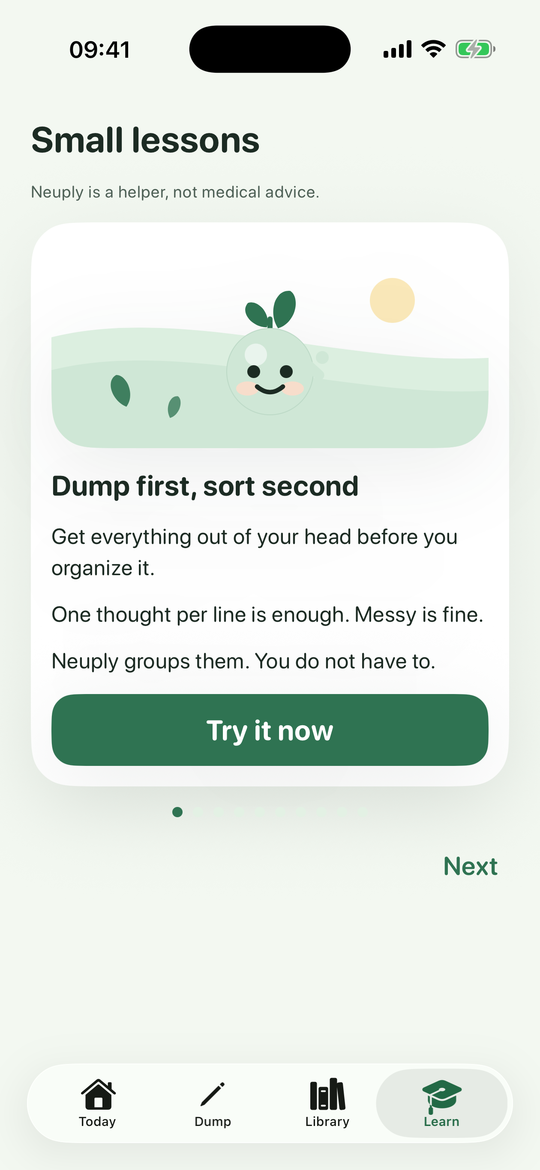 09:41
Small lessons
Neuply is a helper, not medical advice.
Dump first, sort second
Get everything out of your head before you
organize it.
One thought per line is enough. Messy is fine.
Neuply groups them. You do not have to.
Try it now
Next
Today
Dump
Library
Learn